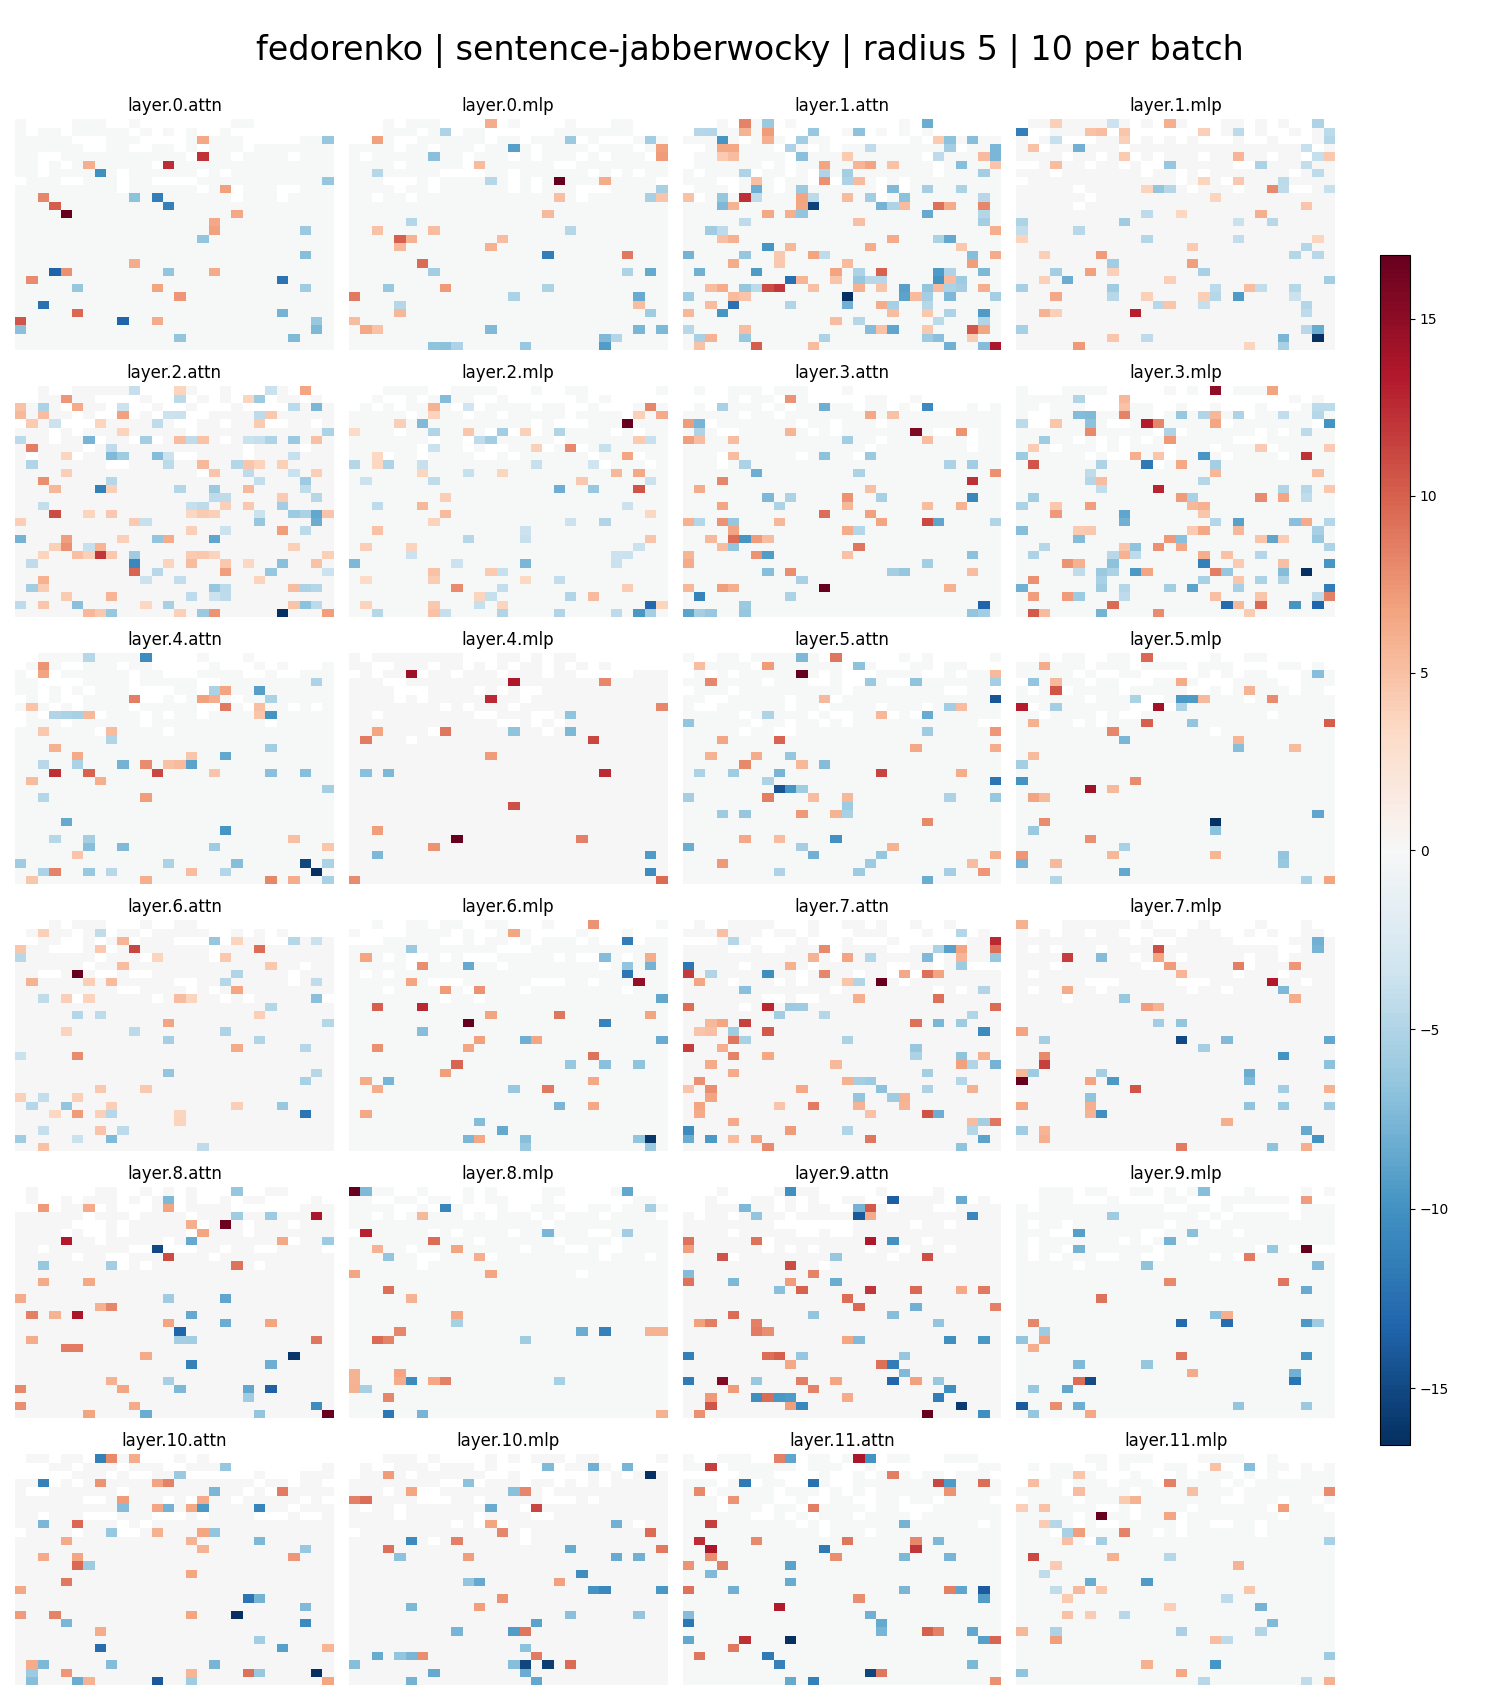 fedorenko | sentence-jabberwocky | radius 5 | 10 per batch
layer.0.attn layer.0.mlp layer.1.attn layer.1.mlp
layer.2.attn layer.2.mlp layer.3.attn layer.3.mlp
layer.4.attn layer.4.mlp layer.5.attn layer.5.mlp
layer.6.attn layer.6.mlp layer.7.attn layer.7.mlp
layer.8.attn layer.8.mlp layer.9.attn layer.9.mlp
layer.10.attn layer.10.mlp layer.11.attn layer.11.mlp
15
10
5
0
−5
−10
−15